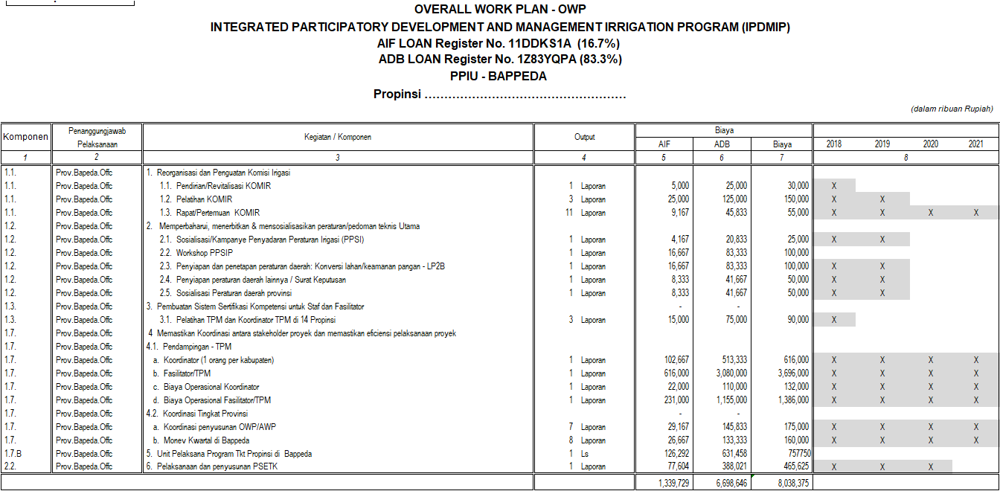 OVERALL WORK PLAN - OWP
INTEGRATED PARTICIPATORY DEVELOPMENT AND MANAGEMENT IRRIGATION PROGRAM (IPDMIP)
AIF LOAN Register No. 11DDKS1A (16.7%)
ADB LOAN Register No. 1Z83YQPA (83.3%)
PPIU - BAPPEDA
Propinsi ……………………………………………
(dalam ribuan Rupiah)
Komponen Penanggungjawab Pelaksanaan Kegiatan / Komponen Output Biaya
AIF ADB Biaya 2018 2019 2020 2021
1 2 3 4 5 6 7 8
1.1. Prov.Bapeda.Offc 1. Reorganisasi dan Penguatan Komisi Irigasi
1.1. Prov.Bapeda.Offc 1.1. Pendirian/Revitalisasi KOMIR 1 Laporan 5,000 25,000 30,000 X
1.1. Prov.Bapeda.Offc 1.2. Pelatihan KOMIR 3 Laporan 25,000 125,000 150,000 X X
1.1. Prov.Bapeda.Offc 1.3. Rapat/Pertemuan KOMIR 11 Laporan 9,167 45,833 55,000 X X X X
1.2. Prov.Bapeda.Offc 2. Memperbaharui, menerbitkan & mensosialisasikan peraturan/pedoman teknis Utama
1.2. Prov.Bapeda.Offc 2.1. Sosialisasi/Kampanye Penyadaran Peraturan Irigasi (PPSI) 1 Laporan 4,167 20,833 25,000 X X
1.2. Prov.Bapeda.Offc 2.2. Workshop PPSIP 1 Laporan 16,667 83,333 100,000
1.2. Prov.Bapeda.Offc 2.3. Penyiapan dan penetapan peraturan daerah: Konversi lahan/keamanan pangan - LP2B 1 Laporan 16,667 83,333 100,000 X X
1.2. Prov.Bapeda.Offc 2.4. Penyiapan peraturan daerah lainnya / Surat Keputusan 1 Laporan 8,333 41,667 50,000 X X
1.2. Prov.Bapeda.Offc 2.5. Sosialisasi Peraturan daerah provinsi 1 Laporan 8,333 41,667 50,000 X X
1.3. Prov.Bapeda.Offc 3. Pembuatan Sistem Sertifikasi Kompetensi untuk Staf dan Fasilitator - -
1.3. Prov.Bapeda.Offc 3.1. Pelatihan TPM dan Koordinator TPM di 14 Propinsi 3 Laporan 15,000 75,000 90,000 X
1.7. Prov.Bapeda.Offc 4 Memastikan Koordinasi antara stakeholder proyek dan memastikan eficiensi pelaksanaan proyek
1.7. Prov.Bapeda.Offc 4.1. Pendampingan - TPM
1.7. Prov.Bapeda.Offc a. Koordinator (1 orang per kabupaten) 1 Laporan 102,667 513,333 616,000 X X X X
1.7. Prov.Bapeda.Offc b. Fasilitator/TPM 1 Laporan 616,000 3,080,000 3,696,000 X X X X
1.7. Prov.Bapeda.Offc c. Biaya Operasional Koordinator 1 Laporan 22,000 110,000 132,000 X X X X
1.7. Prov.Bapeda.Offc d. Biaya Operasional Fasilitator/TPM 1 Laporan 231,000 1,155,000 1,386,000 X X X X
1.7. Prov.Bapeda.Offc 4.2. Koordinasi Tingkat Provinsi - -
1.7. Prov.Bapeda.Offc a. Koordinasi penyusunan OWP/AWP 7 Laporan 29,167 145,833 175,000 X X X X
1.7. Prov.Bapeda.Offc b. Monev Kwartal di Bappeda 8 Laporan 26,667 133,333 160,000 X X X X
1.7.B Prov.Bapeda.Offc 5. Unit Pelaksana Program Tkt Propinsi di Bappeda 1 Ls 126,292 631,458 757750
2.2. Prov.Bapeda.Offc 6. Pelaksanaan dan penyusunan PSETK 1 Laporan 77,604 388,021 465,625 X X X
1,339,729 6,698,646 8,038,375